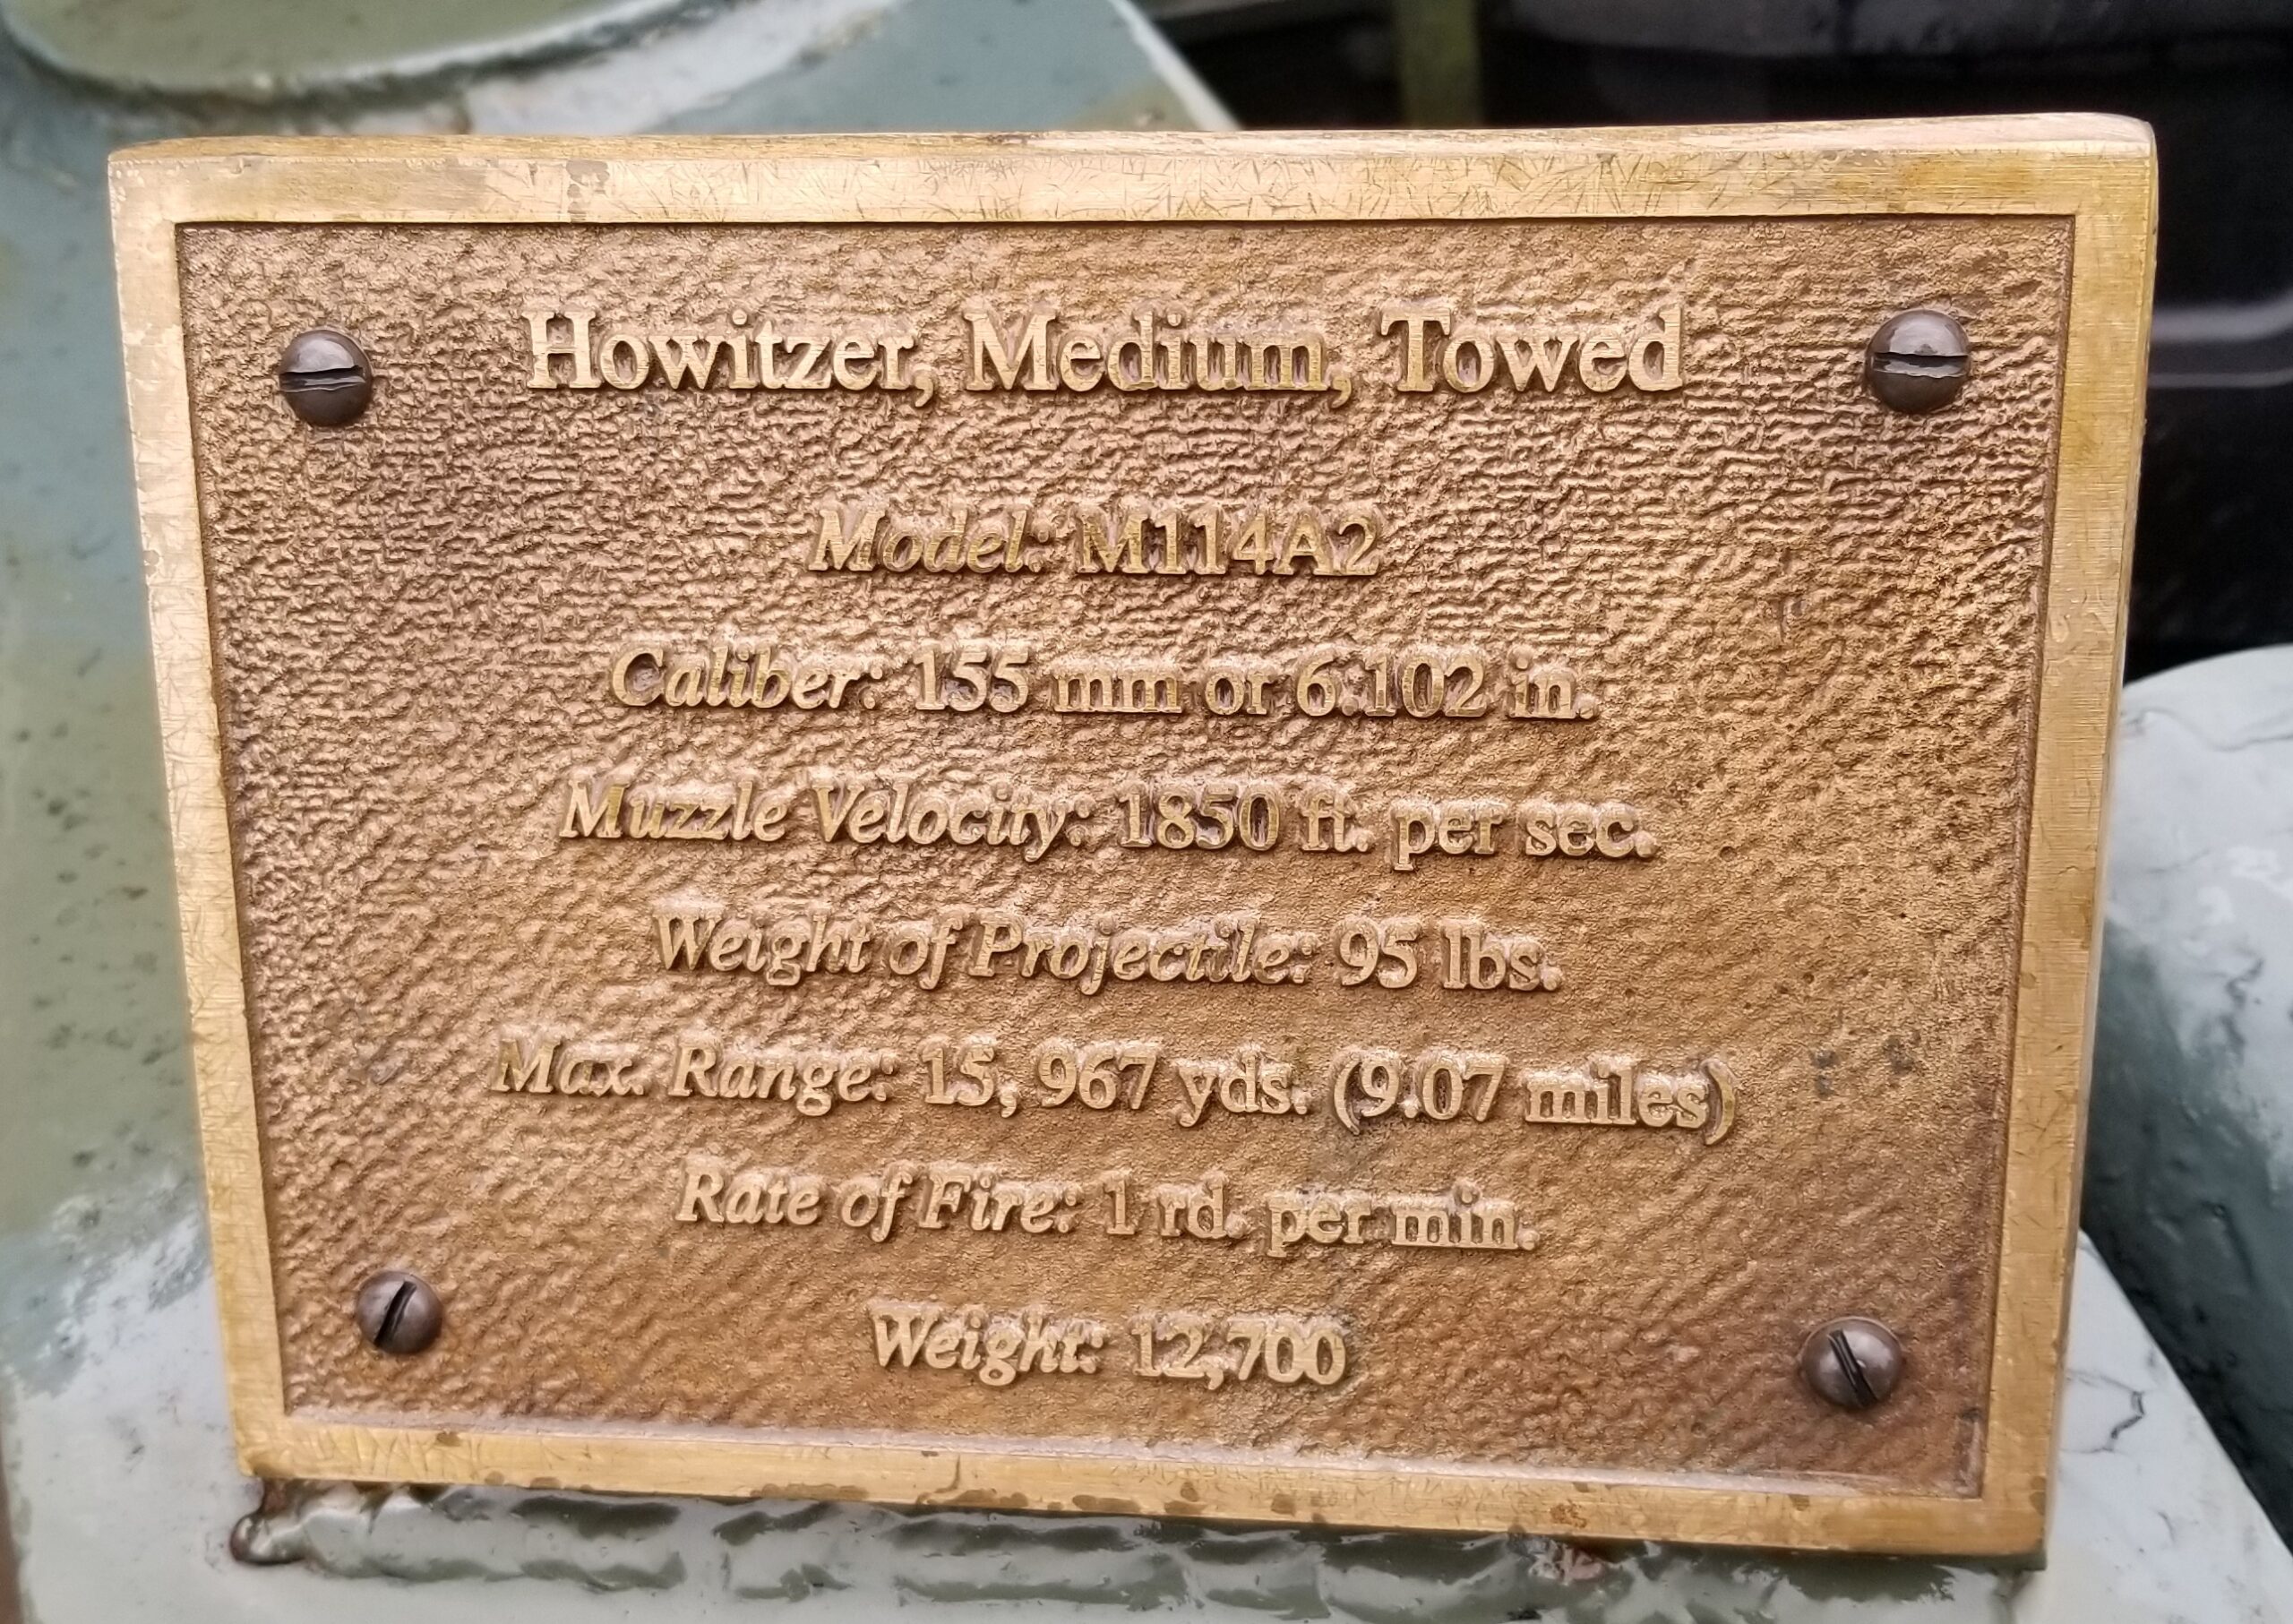 Howitzer, Medium, Towed
Model: M114A2
Caliber: 155 mm or 6.102 in.
Muzzle Velocity: 1850 ft. per sec.
Weight of Projectile: 95 lbs.
Max. Range: 15, 967 yds. (9.07 miles)
Rate of Fire: 1 rd. per min.
Weight: 12,700